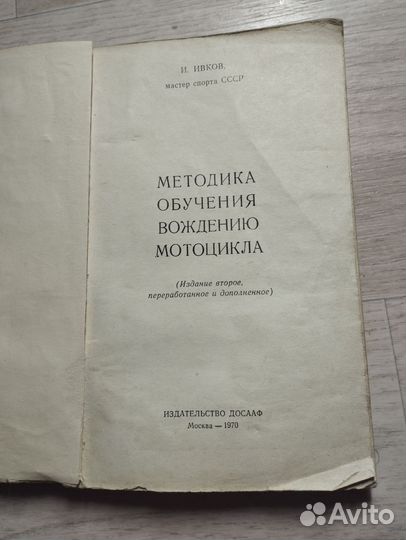 И. ИВКОВ,
мастер спорта СССР
МЕТОДИКА
ОБУЧЕНИЯ
ВОЖДЕНИЮ
МОТОЦИКЛА
(Издание второе,
переработанное и дополненное)
ИЗДАТЕЛЬСТВО ДОСААФ
Москва — 1970
Avito